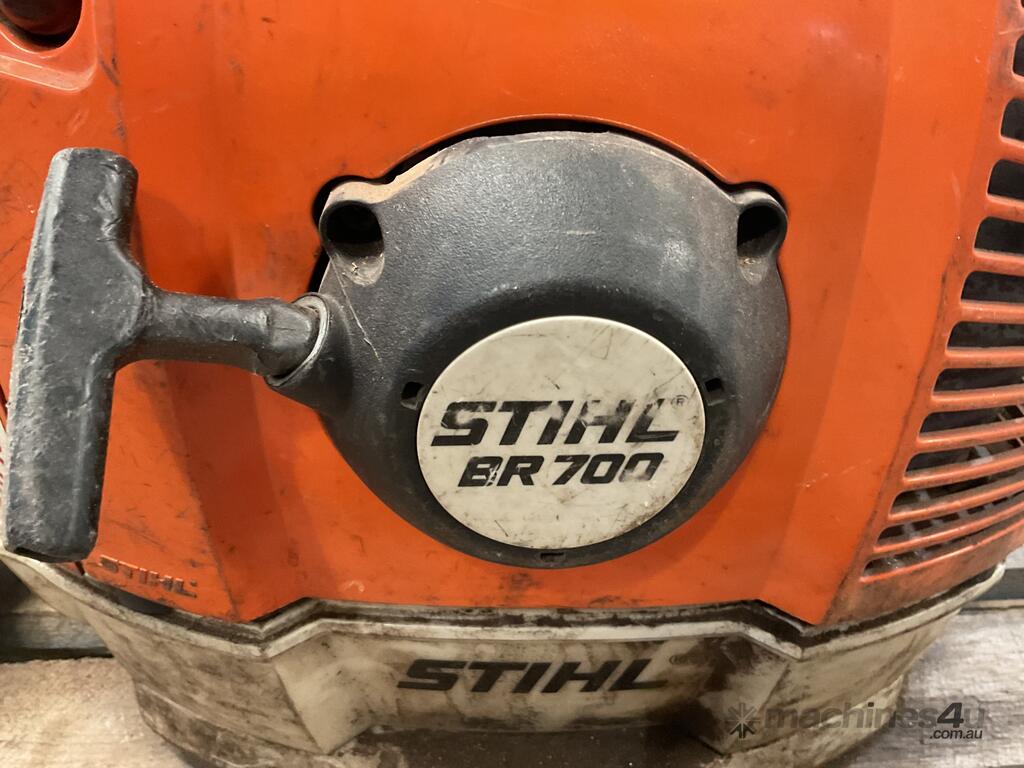 STIHL®
BR 700
STIHL
STIHL
machines4u
.com.au